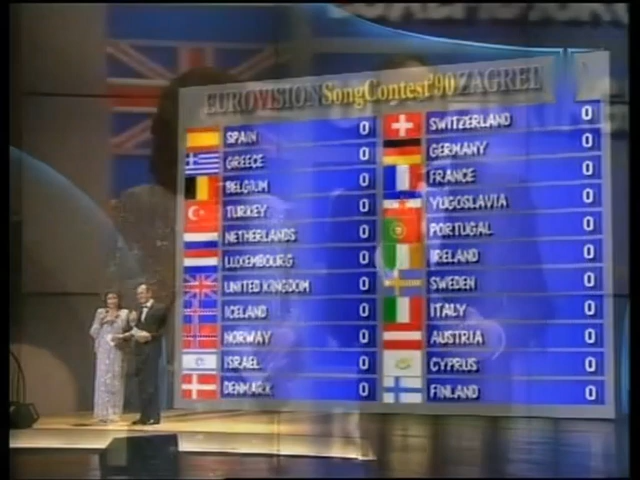 EUROVISION SongContest'90 ZAGREB
SPAIN 0
GREECE 0
BELGIUM 0
TURKEY 0
NETHERLANDS 0
LUXEMBOURG 0
UNITED KINGDOM 0
ICELAND 0
NORWAY 0
ISRAEL 0
DENMARK 0
SWITZERLAND 0
GERMANY 0
FRANCE 0
YUGOSLAVIA 0
PORTUGAL 0
IRELAND 0
SWEDEN 0
ITALY 0
AUSTRIA 0
CYPRUS 0
FINLAND 0